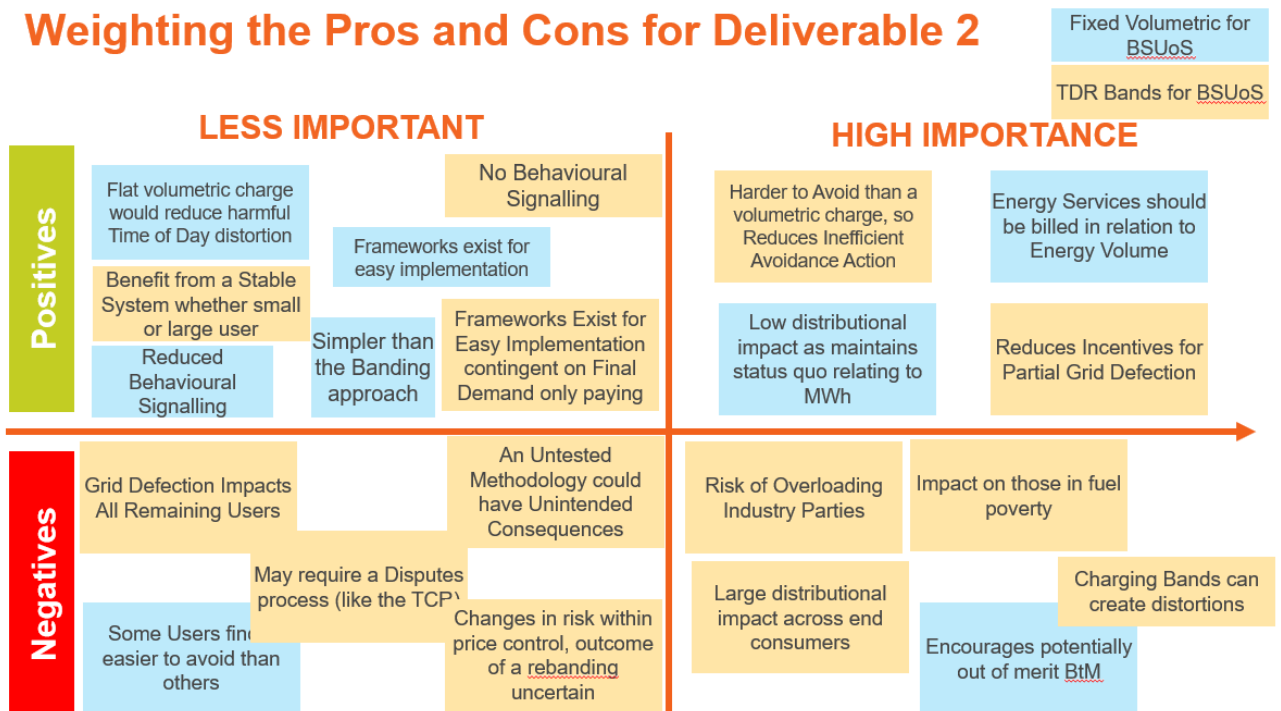 Weighting the Pros and Cons for Deliverable 2
Fixed Volumetric for
BSUoS
TDR Bands for BSUoS
LESS IMPORTANT
HIGH IMPORTANCE
Positives
Flat volumetric charge
would reduce harmful
Time of Day distortion
No Behavioural
Signalling
Frameworks exist for
easy implementation
Benefit from a Stable
System whether small
or large user
Reduced
Behavioural
Signalling
Simpler than
the Banding
approach
Frameworks Exist for
Easy Implementation
contingent on Final
Demand only paying
Harder to Avoid than a
volumetric charge, so
Reduces Inefficient
Avoidance Action
Energy Services should
be billed in relation to
Energy Volume
Low distributional
impact as maintains
status quo relating to
MWh
Reduces Incentives for
Partial Grid Defection
Negatives
Grid Defection Impacts
All Remaining Users
An Untested
Methodology could
have Unintended
Consequences
May require a Disputes
process (like the TCP)
Some Users find
easier to avoid than
others
Changes in risk within
price control, outcome
of a rebanding
uncertain
Risk of Overloading
Industry Parties
Impact on those in fuel
poverty
Large distributional
impact across end
consumers
Charging Bands can
create distortions
Encourages potentially
out of merit BtM